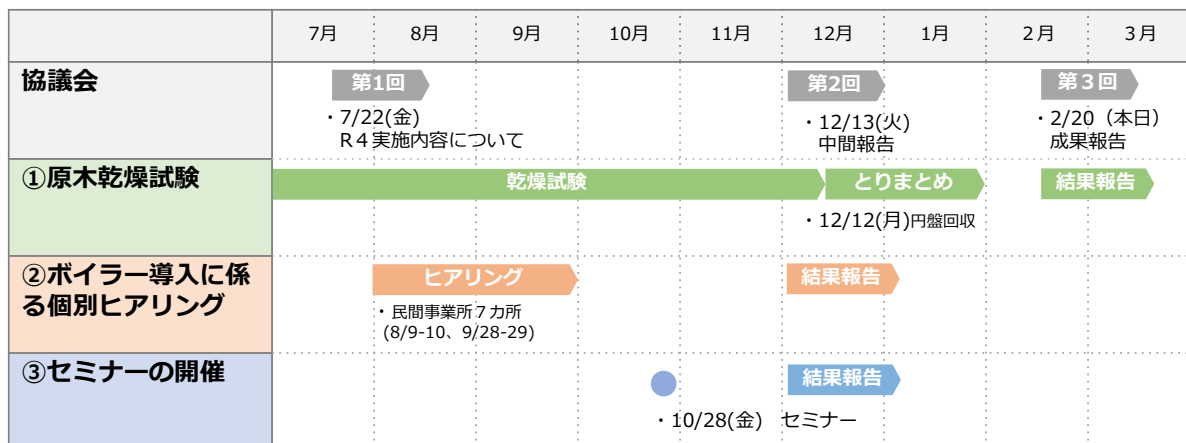 7月 8月 9月 10月 11月 12月 1月 2月 3月
協議会
第1回 第2回 第3回
・7/22(金)
R4実施内容について
・12/13(火)
中間報告
・2/20（本日）
成果報告
①原木乾燥試験
乾燥試験 とりまとめ 結果報告
・12/12(月)円盤回収
②ボイラー導入に係
る個別ヒアリング
ヒアリング 結果報告
・民間事業所7カ所
(8/9-10、9/28-29)
③セミナーの開催
結果報告
・10/28(金)　セミナー